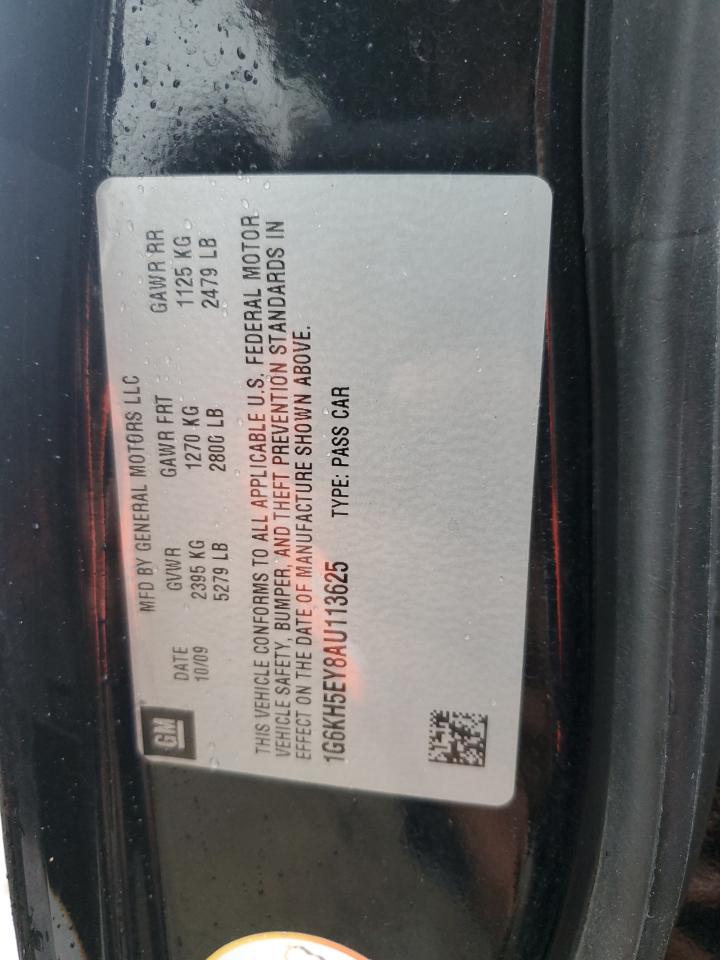 GM
MFD BY GENERAL MOTORS LLC
DATE GVWR GAWR FRT GAWR RR
10/09 2395 KG 1270 KG 1125 KG
5279 LB 2800 LB 2479 LB
THIS VEHICLE CONFORMS TO ALL APPLICABLE U.S. FEDERAL MOTOR
VEHICLE SAFETY, BUMPER, AND THEFT PREVENTION STANDARDS IN
EFFECT ON THE DATE OF MANUFACTURE SHOWN ABOVE.
1G6KH5EY8AU113625 TYPE: PASS CAR